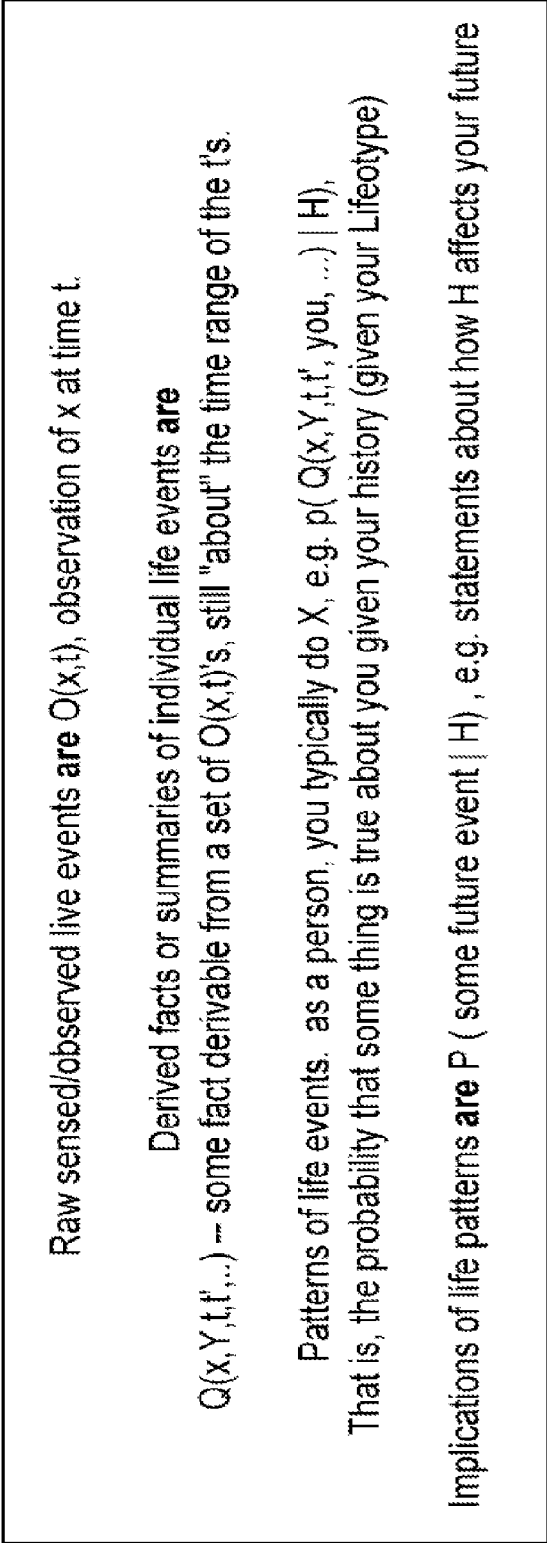 Raw sensed/observed live events are O(x,t), observation of x at time t.
Derived facts or summaries of individual life events are
Q(x,Y,t,t',..) -- some fact derivable from a set of O(x,t)'s, still "about" the time range of the t's.
Patterns of life events. as a person, you typically do X, e.g. p( Q(x,Y,t,t', you, ...) | H),
That is, the probability that some thing is true about you given your history (given your Lifeotype)
Implications of life patterns are P ( some future event | H) , e.g. statements about how H affects your future